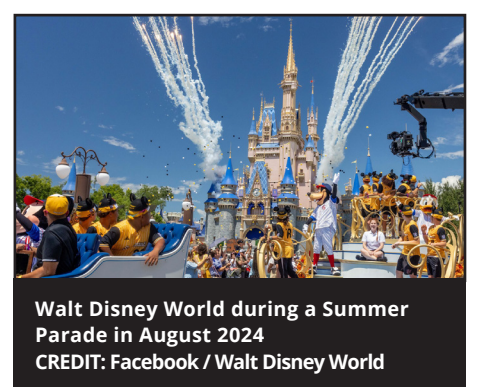 Walt Disney World during a Summer
Parade in August 2024
CREDIT: Facebook / Walt Disney World